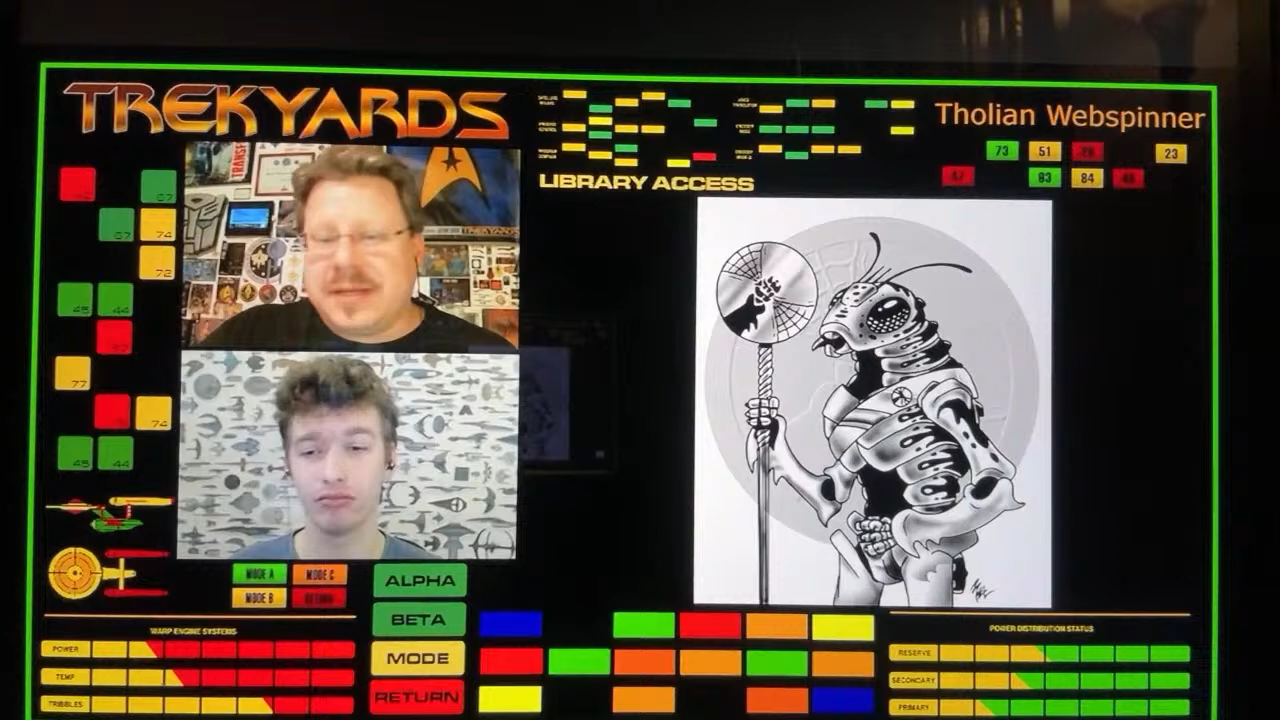 TREKYARDS
Tholian Webspinner
LIBRARY ACCESS
73
51
23
47
83
84
67
67
74
72
45
44
77
74
45
44
MODE A
MODE C
MODE B
RETURN
ALPHA
BETA
MODE
RETURN
WARP ENGINE SYSTEMS
POWER
TEMP
TRIBBLES
POWER DISTRIBUTION STATUS
RESERVE
SECONDARY
PRIMARY
TREKYARDS